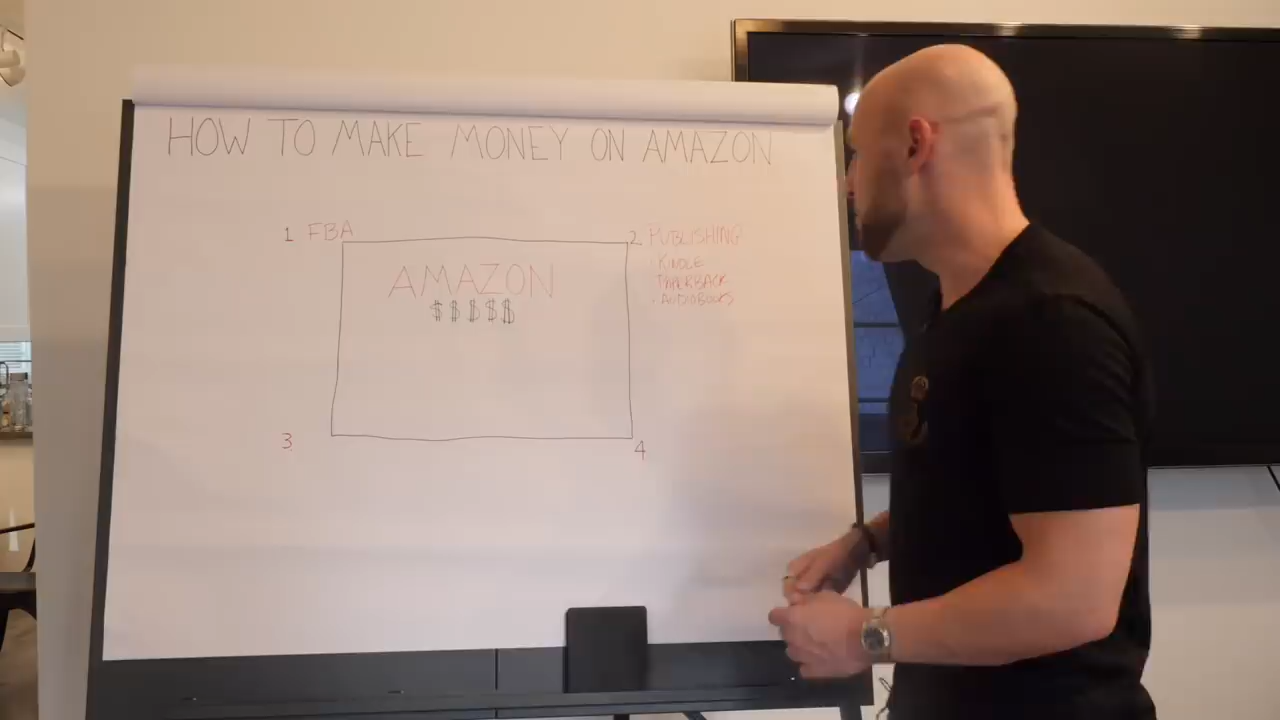 HOW TO MAKE MONEY ON AMAZON
1 FBA
2 PUBLISHING
· KINDLE
· PAPERBACK
· AUDIOBOOKS
AMAZON
$$$$$
3
4